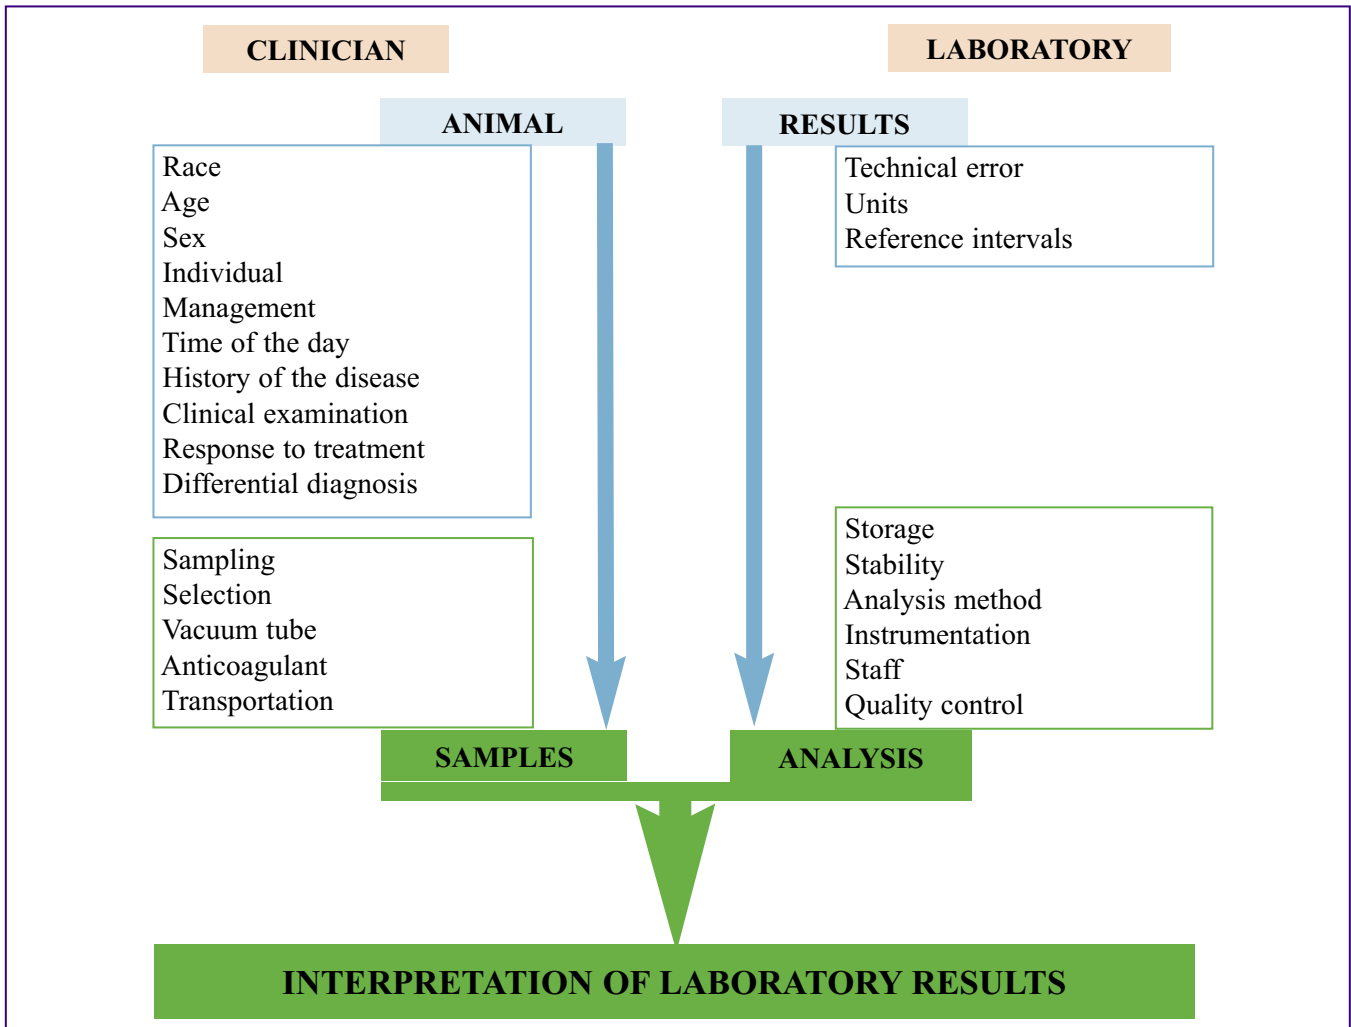 CLINICIAN
LABORATORY
ANIMAL
RESULTS
Race
Age
Sex
Individual
Management
Time of the day
History of the disease
Clinical examination
Response to treatment
Differential diagnosis
Technical error
Units
Reference intervals
Sampling
Selection
Vacuum tube
Anticoagulant
Transportation
Storage
Stability
Analysis method
Instrumentation
Staff
Quality control
SAMPLES
ANALYSIS
INTERPRETATION OF LABORATORY RESULTS